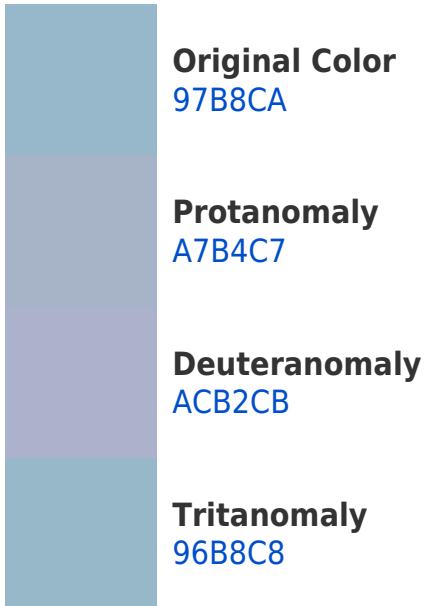 Original Color
97B8CA
Protanomaly
A7B4C7
Deuteranomaly
ACB2CB
Tritanomaly
96B8C8